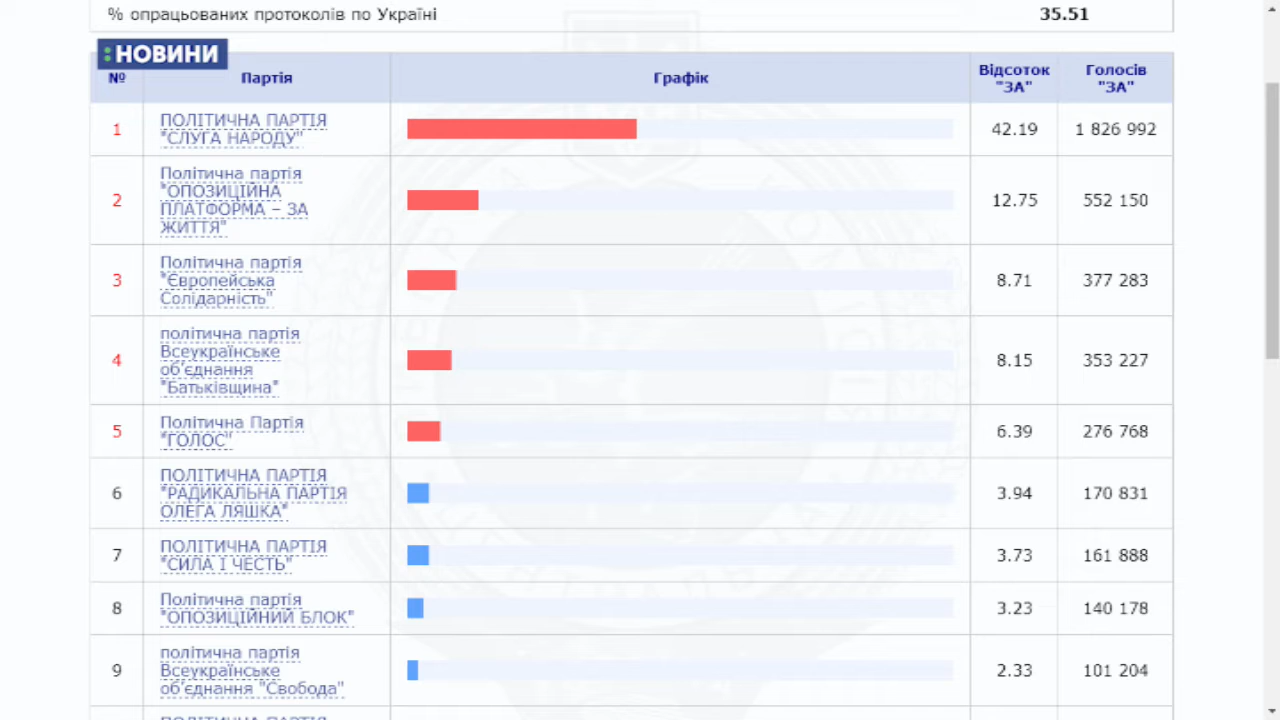 % опрацьованих протоколів по Україні 35.51
:НОВИНИ
№ Партія Графік Відсоток "ЗА" Голосів "ЗА"
1 ПОЛІТИЧНА ПАРТІЯ "СЛУГА НАРОДУ" 42.19 1 826 992
2 Політична партія "ОПОЗИЦІЙНА ПЛАТФОРМА – ЗА ЖИТТЯ" 12.75 552 150
3 Політична партія "Європейська Солідарність" 8.71 377 283
4 політична партія Всеукраїнське об'єднання "Батьківщина" 8.15 353 227
5 Політична Партія "ГОЛОС" 6.39 276 768
6 ПОЛІТИЧНА ПАРТІЯ "РАДИКАЛЬНА ПАРТІЯ ОЛЕГА ЛЯШКА" 3.94 170 831
7 ПОЛІТИЧНА ПАРТІЯ "СИЛА І ЧЕСТЬ" 3.73 161 888
8 Політична партія "ОПОЗИЦІЙНИЙ БЛОК" 3.23 140 178
9 політична партія Всеукраїнське об'єднання "Свобода" 2.33 101 204